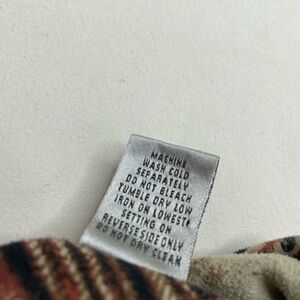 MACHINE
WASH COLD
SEPARATELY
DO NOT BLEACH
TUMBLE DRY LOW
IRON ON LOWEST
SETTING ON
REVERSE SIDE ONLY
DO NOT DRY CLEAN